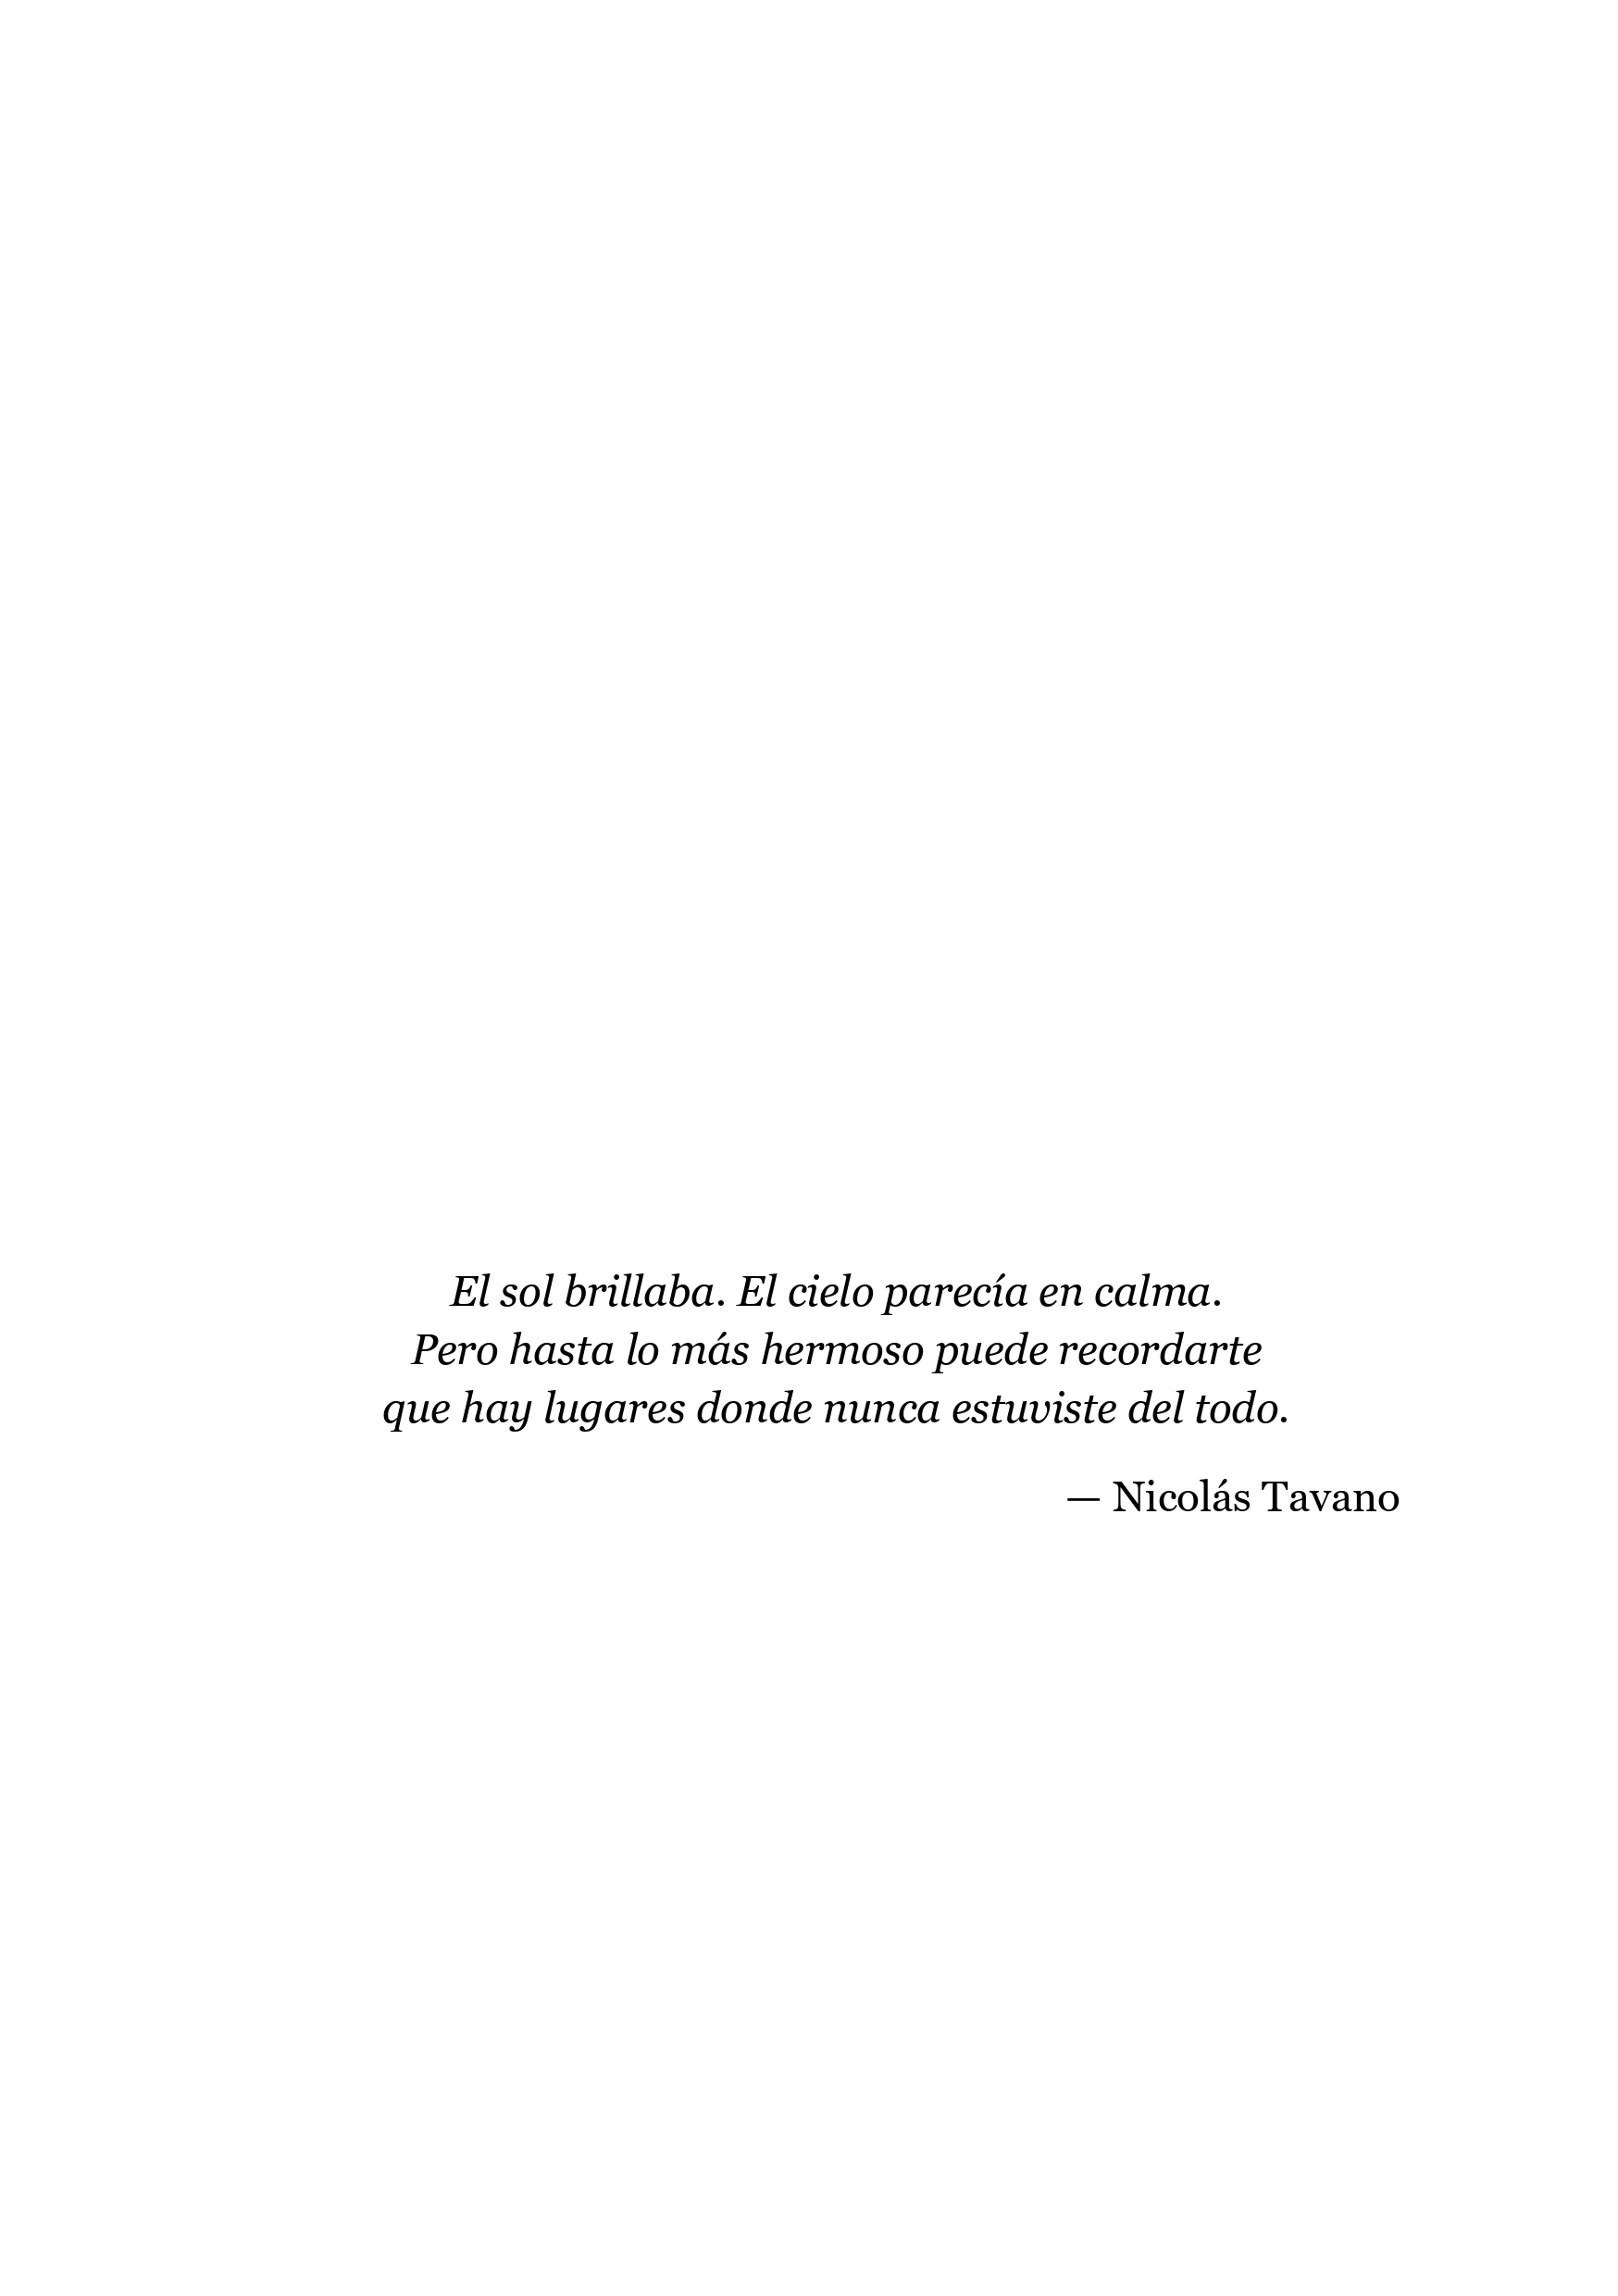 El sol brillaba. El cielo parecía en calma.
Pero hasta lo más hermoso puede recordarte
que hay lugares donde nunca estuviste del todo.
— Nicolás Tavano